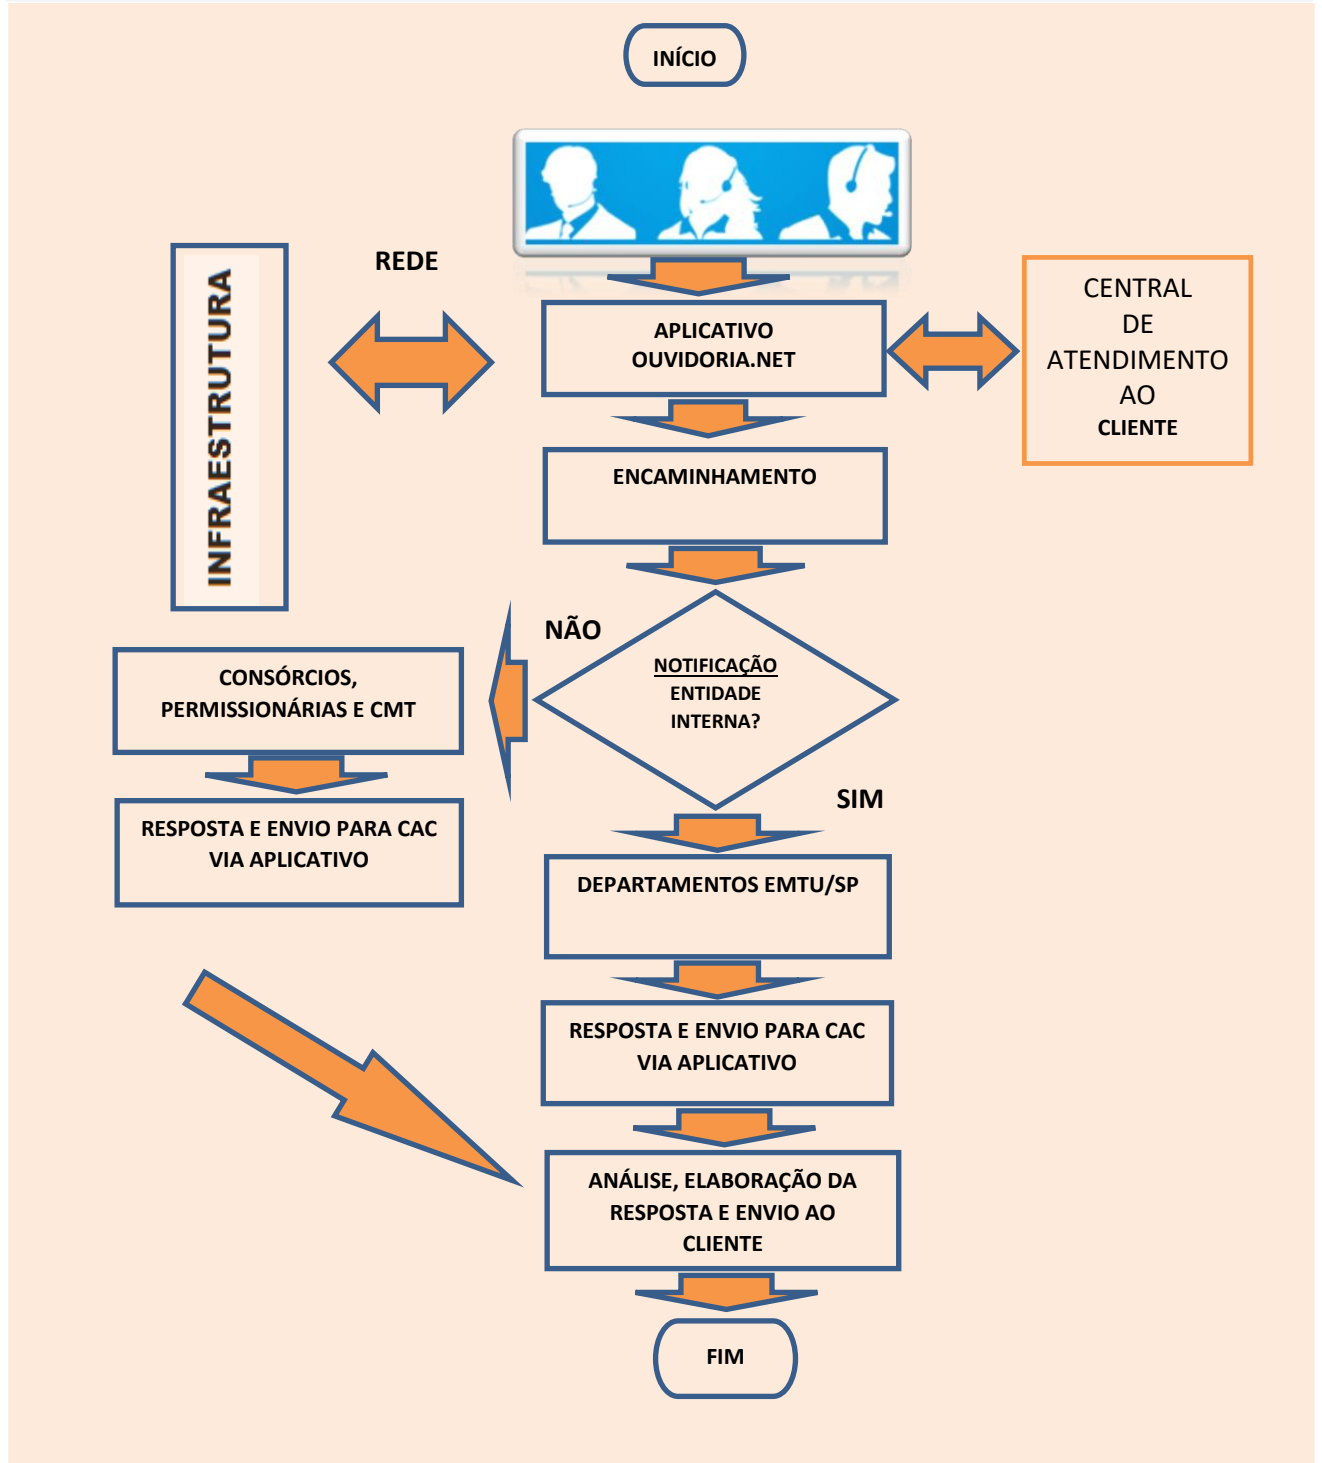 INÍCIO
REDE
INFRAESTRUTURA
APLICATIVO
OUVIDORIA.NET
CENTRAL
DE
ATENDIMENTO
AO
CLIENTE
ENCAMINHAMENTO
NÃO
NOTIFICAÇÃO
ENTIDADE
INTERNA?
CONSÓRCIOS,
PERMISSIONÁRIAS E CMT
SIM
RESPOSTA E ENVIO PARA CAC
VIA APLICATIVO
DEPARTAMENTOS EMTU/SP
RESPOSTA E ENVIO PARA CAC
VIA APLICATIVO
ANÁLISE, ELABORAÇÃO DA
RESPOSTA E ENVIO AO
CLIENTE
FIM